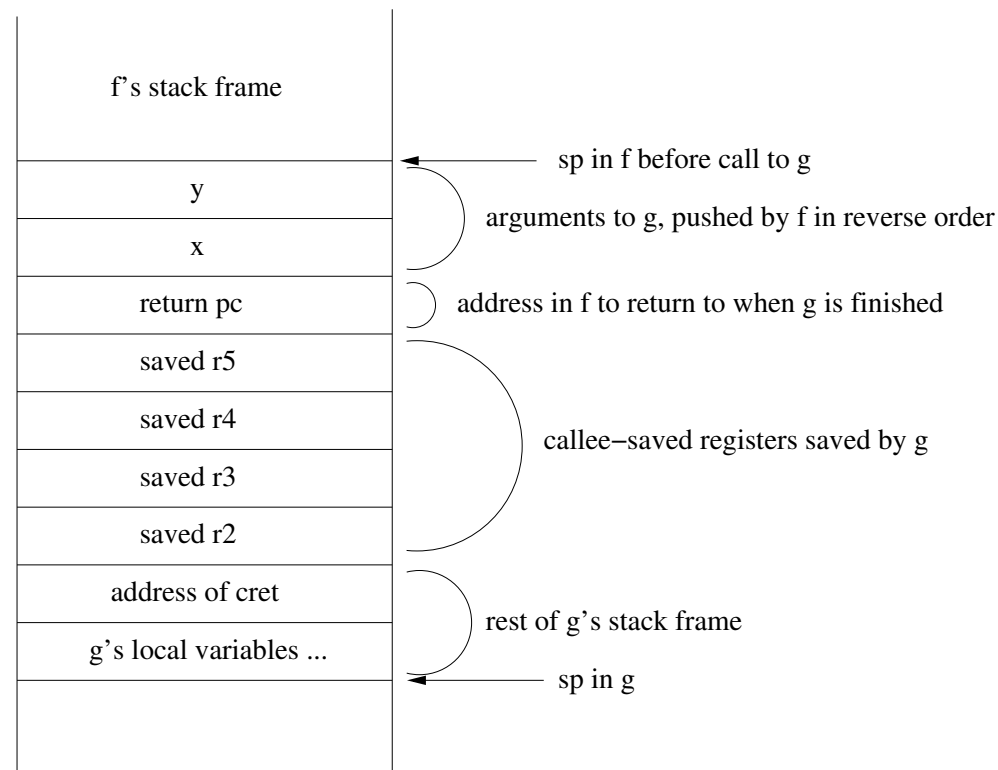 f’s stack frame
sp in f before call to g
y
arguments to g, pushed by f in reverse order
x
return pc
address in f to return to when g is finished
saved r5
saved r4
callee−saved registers saved by g
saved r3
saved r2
address of cret
rest of g’s stack frame
g’s local variables ...
sp in g